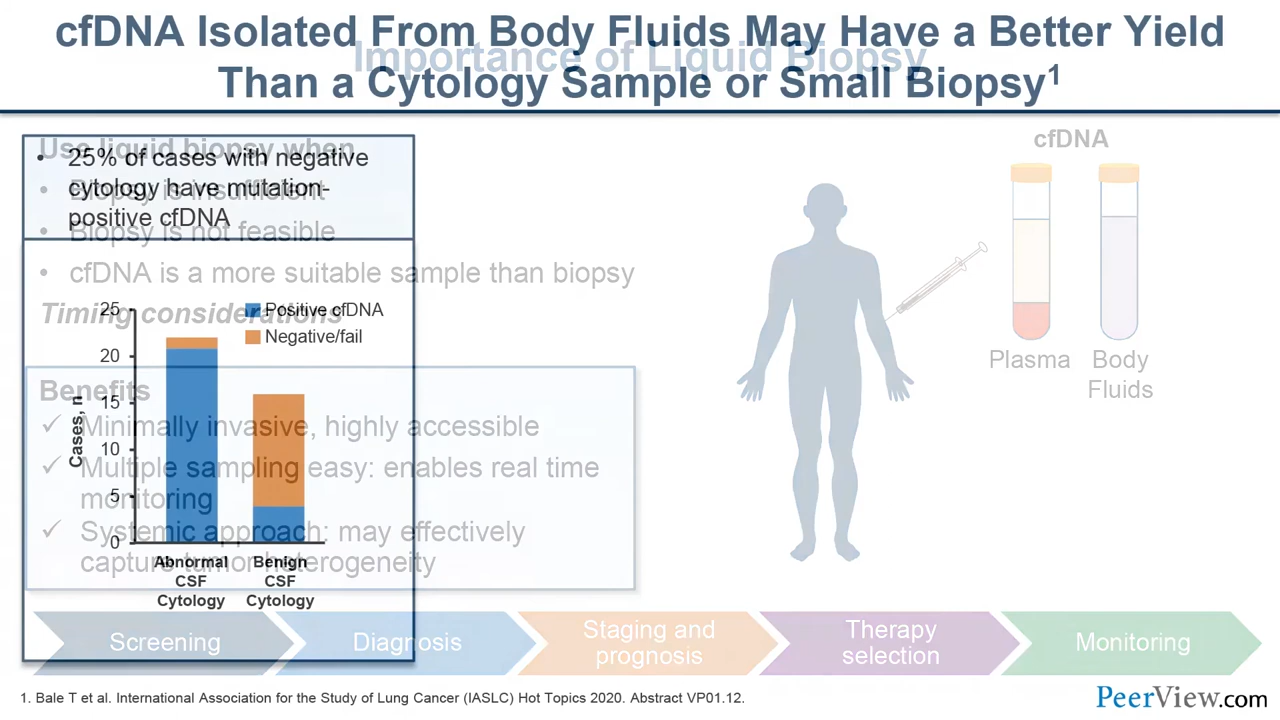 cfDNA Isolated From Body Fluids May Have a Better Yield
Than a Cytology Sample or Small Biopsy1
Importance of Liquid Biopsy
• 25% of cases with negative
cytology have mutation-
positive cfDNA
Use liquid biopsy when
• Biopsy is insufficient
• Biopsy is not feasible
• cfDNA is a more suitable sample than biopsy
Timing considerations
Positive cfDNA
Negative/fail
Cases, n
25
20
15
10
5
0
Abnormal
CSF
Cytology
Benign
CSF
Cytology
Benefits
✓ Minimally invasive, highly accessible
✓ Multiple sampling easy: enables real time
monitoring
✓ Systemic approach: may effectively
capture tumor heterogeneity
cfDNA
Plasma
Body
Fluids
Screening
Diagnosis
Staging and
prognosis
Therapy
selection
Monitoring
1. Bale T et al. International Association for the Study of Lung Cancer (IASLC) Hot Topics 2020. Abstract VP01.12.
PeerView.com